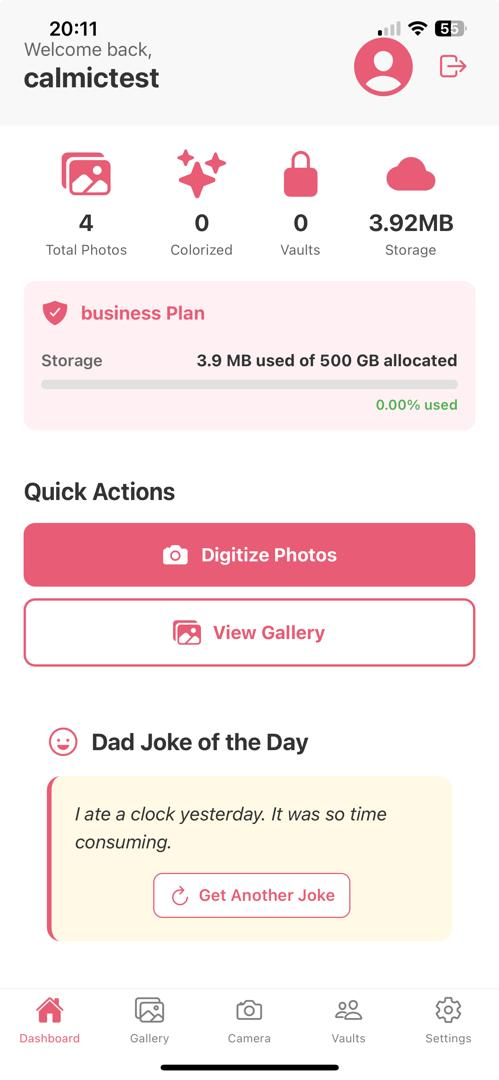 20:11
55
Welcome back,
calmictest
4
Total Photos
0
Colorized
0
Vaults
3.92MB
Storage
business Plan
Storage
3.9 MB used of 500 GB allocated
0.00% used
Quick Actions
Digitize Photos
View Gallery
Dad Joke of the Day
I ate a clock yesterday. It was so time
consuming.
Get Another Joke
Dashboard
Gallery
Camera
Vaults
Settings